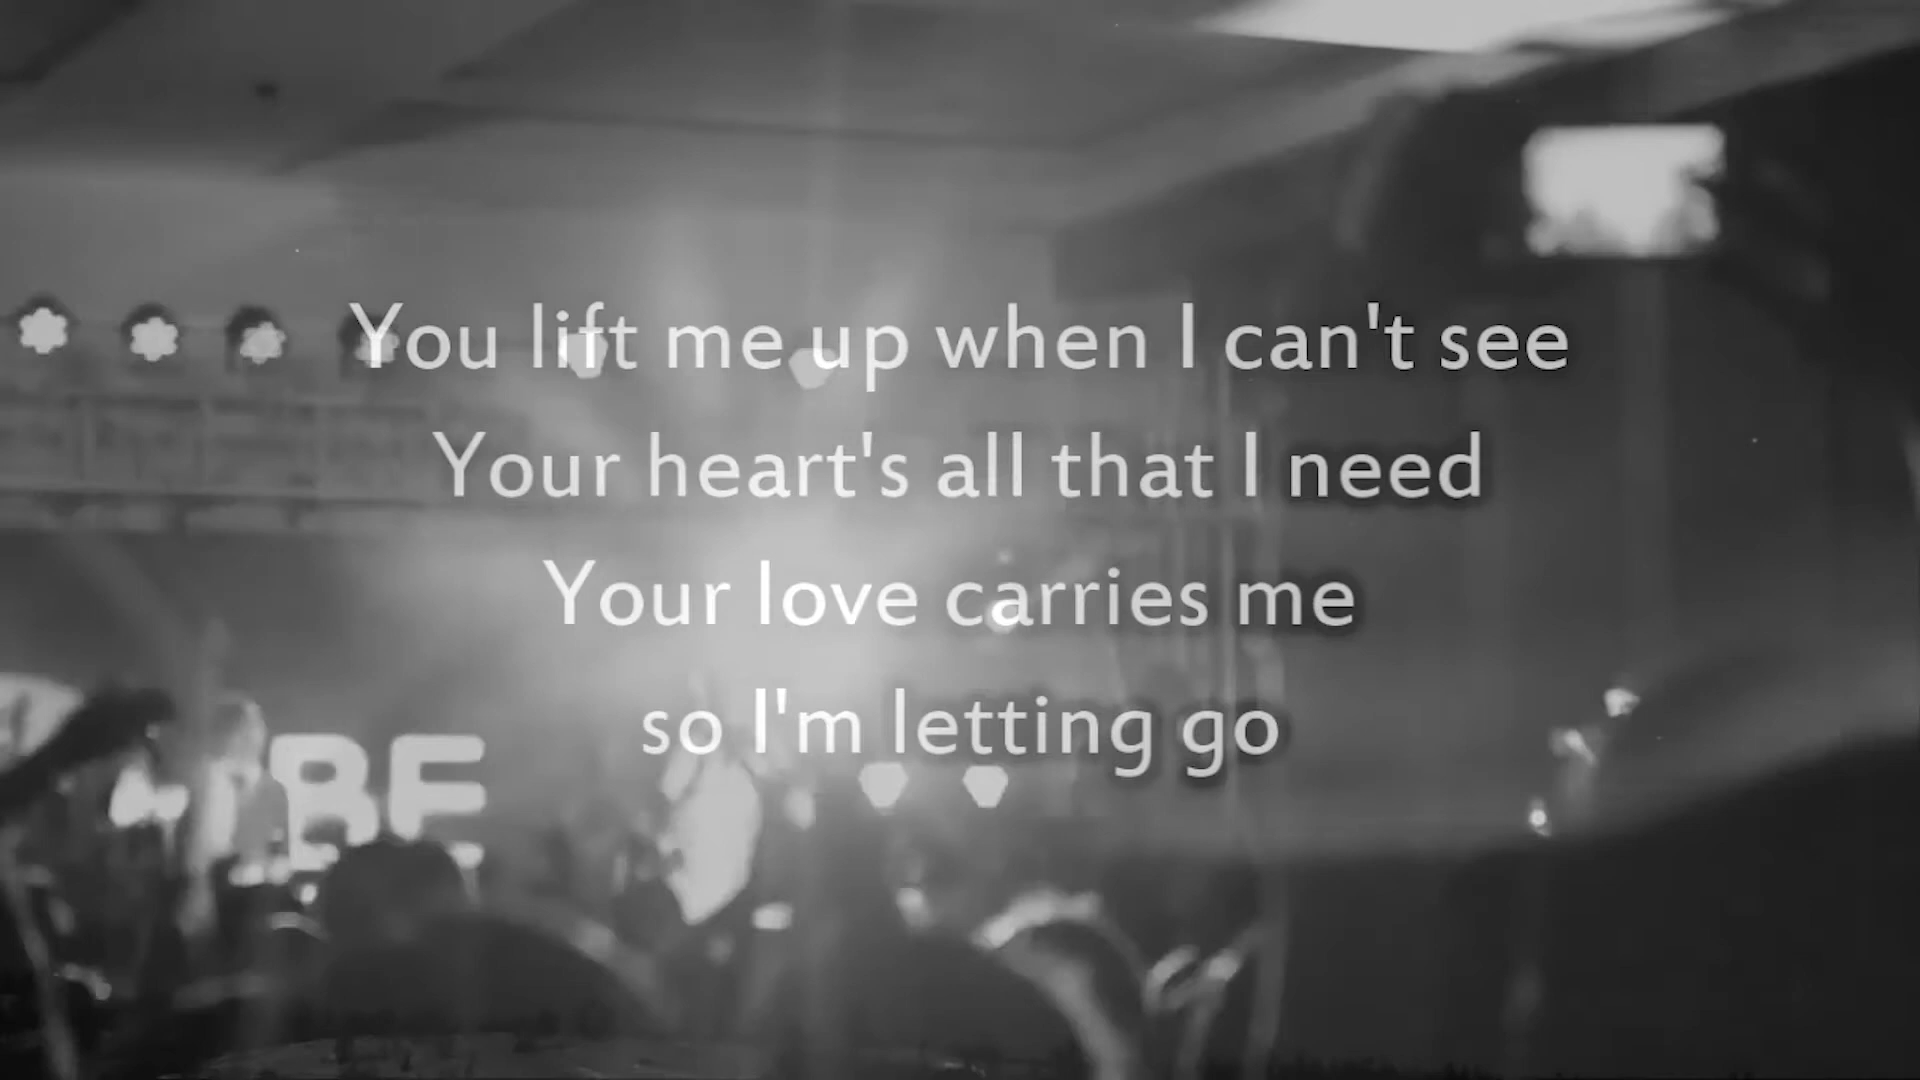 You lift me up when I can't see
Your heart's all that I need
Your love carries me
so I'm letting go
BE